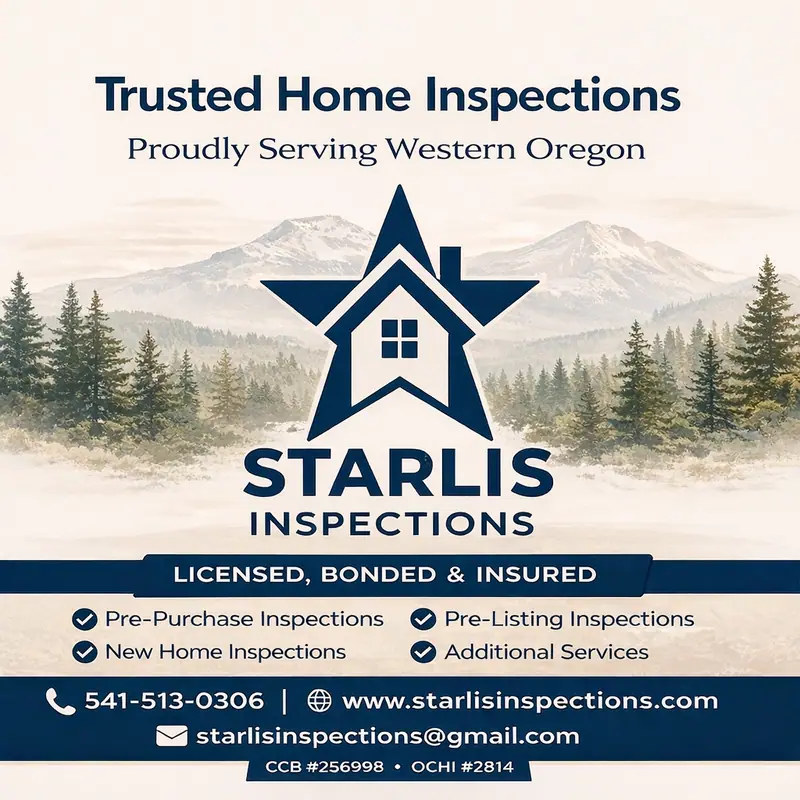 Trusted Home Inspections
Proudly Serving Western Oregon
STARLIS
INSPECTIONS
LICENSED, BONDED & INSURED
Pre-Purchase Inspections Pre-Listing Inspections
New Home Inspections Additional Services
541-513-0306 | www.starlisinspections.com
starlisinspections@gmail.com
CCB #256998 • OCHI #2814